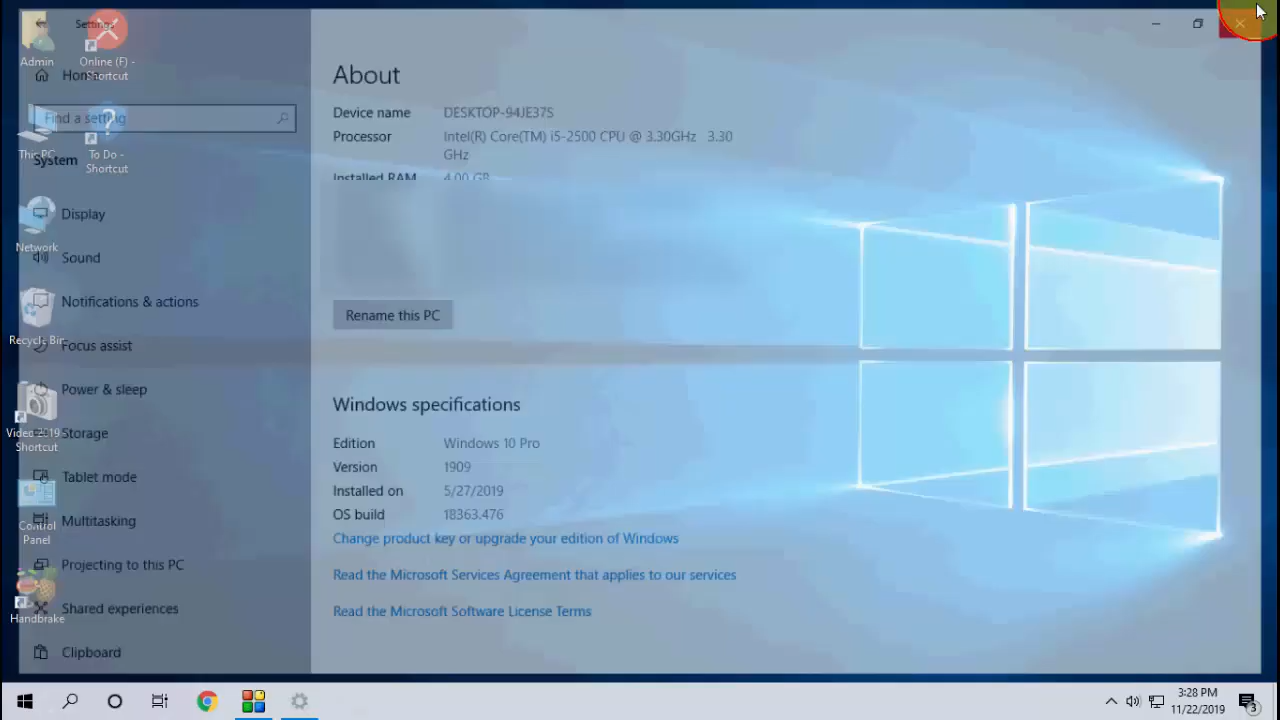 Settings
Home
Find a setting
System
Display
Sound
Notifications & actions
Focus assist
Power & sleep
Storage
Tablet mode
Multitasking
Projecting to this PC
Shared experiences
Clipboard
About
Device name DESKTOP-94JE37S
Processor Intel(R) Core(TM) i5-2500 CPU @ 3.30GHz 3.30
GHz
Installed RAM 4.00 GB
Rename this PC
Windows specifications
Edition Windows 10 Pro
Version 1909
Installed on 5/27/2019
OS build 18363.476
Change product key or upgrade your edition of Windows
Read the Microsoft Services Agreement that applies to our services
Read the Microsoft Software License Terms
Admin
Online (F) -
Shortcut
This PC
To Do -
Shortcut
Network
Recycle Bin
Video 2019
Shortcut
Control
Panel
Handbrake
3:28 PM
11/22/2019
3